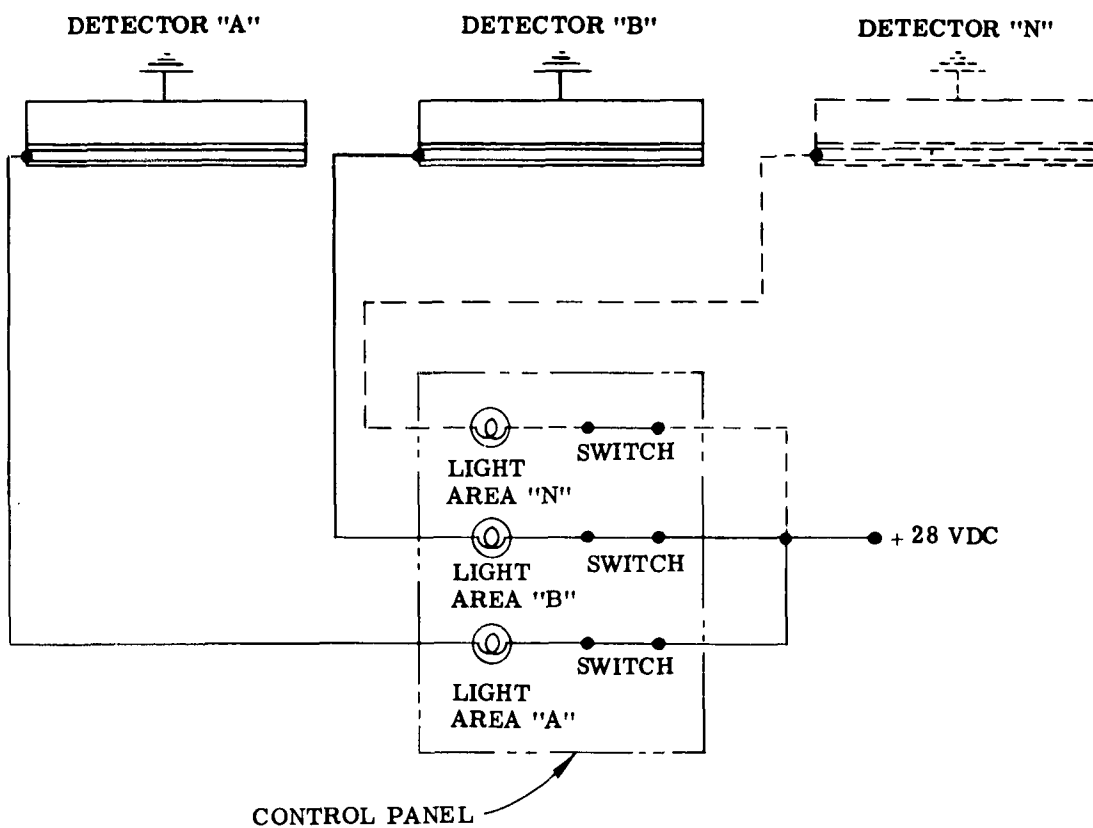 DETECTOR "A"
DETECTOR "B"
DETECTOR "N"
LIGHT
AREA "N"
SWITCH
LIGHT
AREA "B"
SWITCH
+ 28 VDC
LIGHT
AREA "A"
SWITCH
CONTROL PANEL